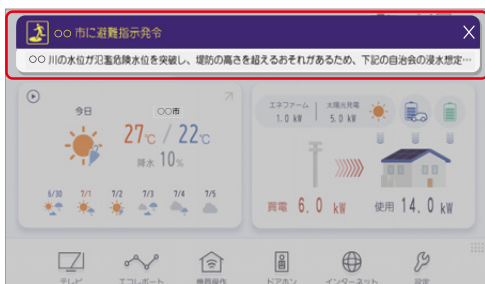 ○○ 市に避難指示発令
○○ 川の水位が氾濫危険水位を突破し、堤防の高さを超えるおそれがあるため、下記の自治会の浸水想定…
今日
○○市
27℃ / 22℃
降水 10%
6/30 7/1 7/2 7/3 7/4 7/5
エネファーム 太陽光発電
1.0 kW 5.0 kW
買電 6.0 kW 使用 14.0 kW
テレビ エコレポート 機器操作 ドアホン インターネット 設定